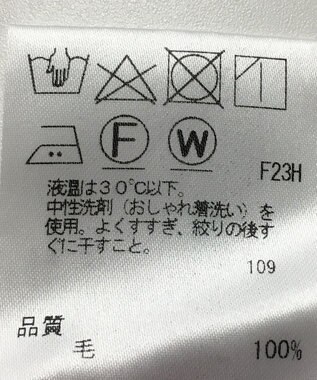 F W
F23H
液温は30℃以下。
中性洗剤（おしゃれ着洗い）を
使用。よくすすぎ、絞りの後す
ぐに干すこと。
109
品質
毛 100%